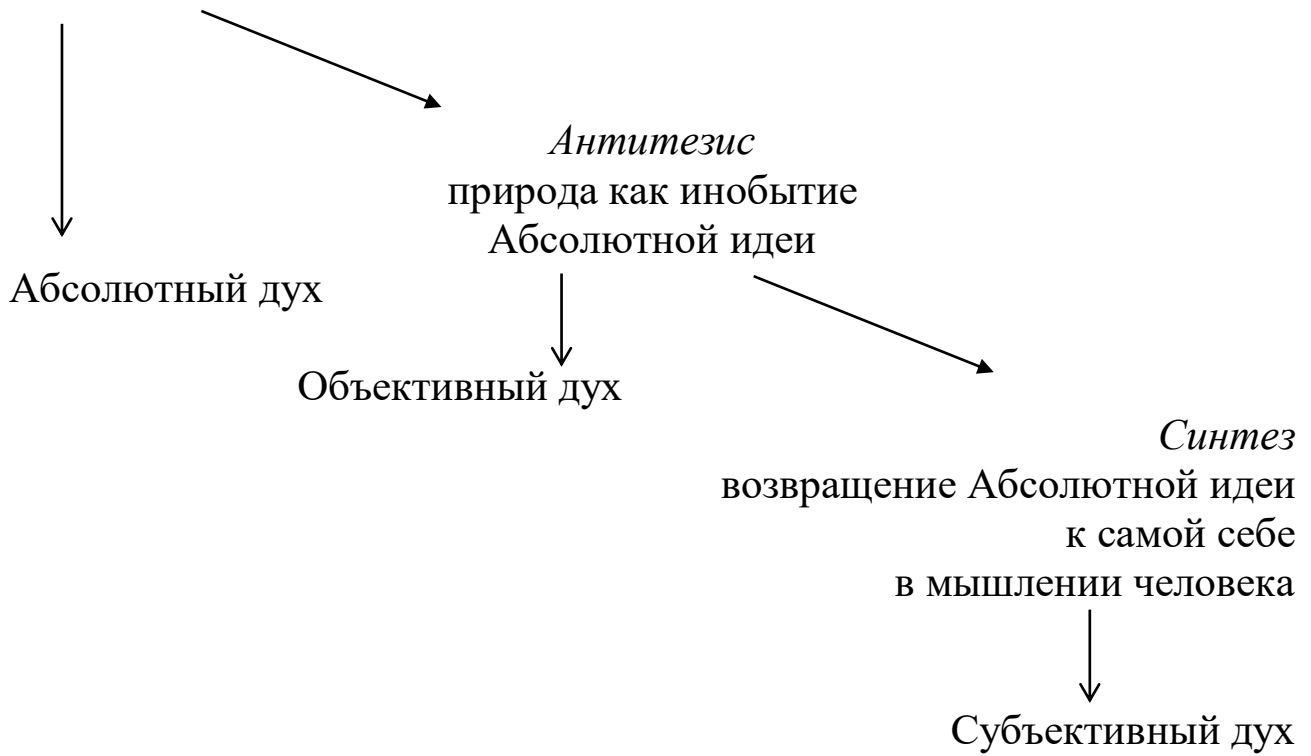 Антитезис
природа как инобытие
Абсолютной идеи
Абсолютный дух
Объективный дух
Синтез
возвращение Абсолютной идеи
к самой себе
в мышлении человека
Субъективный дух